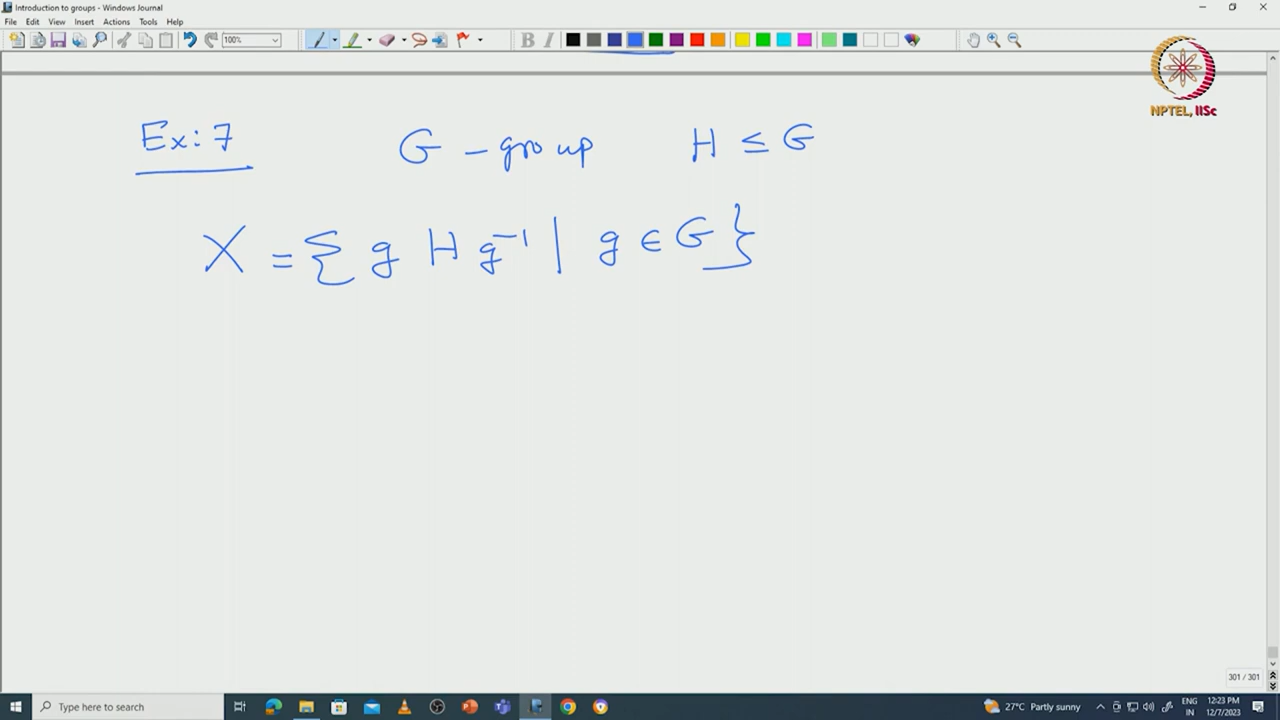 Introduction to groups - Windows Journal
File Edit View Insert Actions Tools Help
100%
B I
NPTEL, IISc
Ex: 7 G - group H ≤ G
X = { g H g⁻¹ | g ∈ G }
301 / 301
Type here to search
27°C Partly sunny
ENG
IN
12:23 PM
12/7/2023